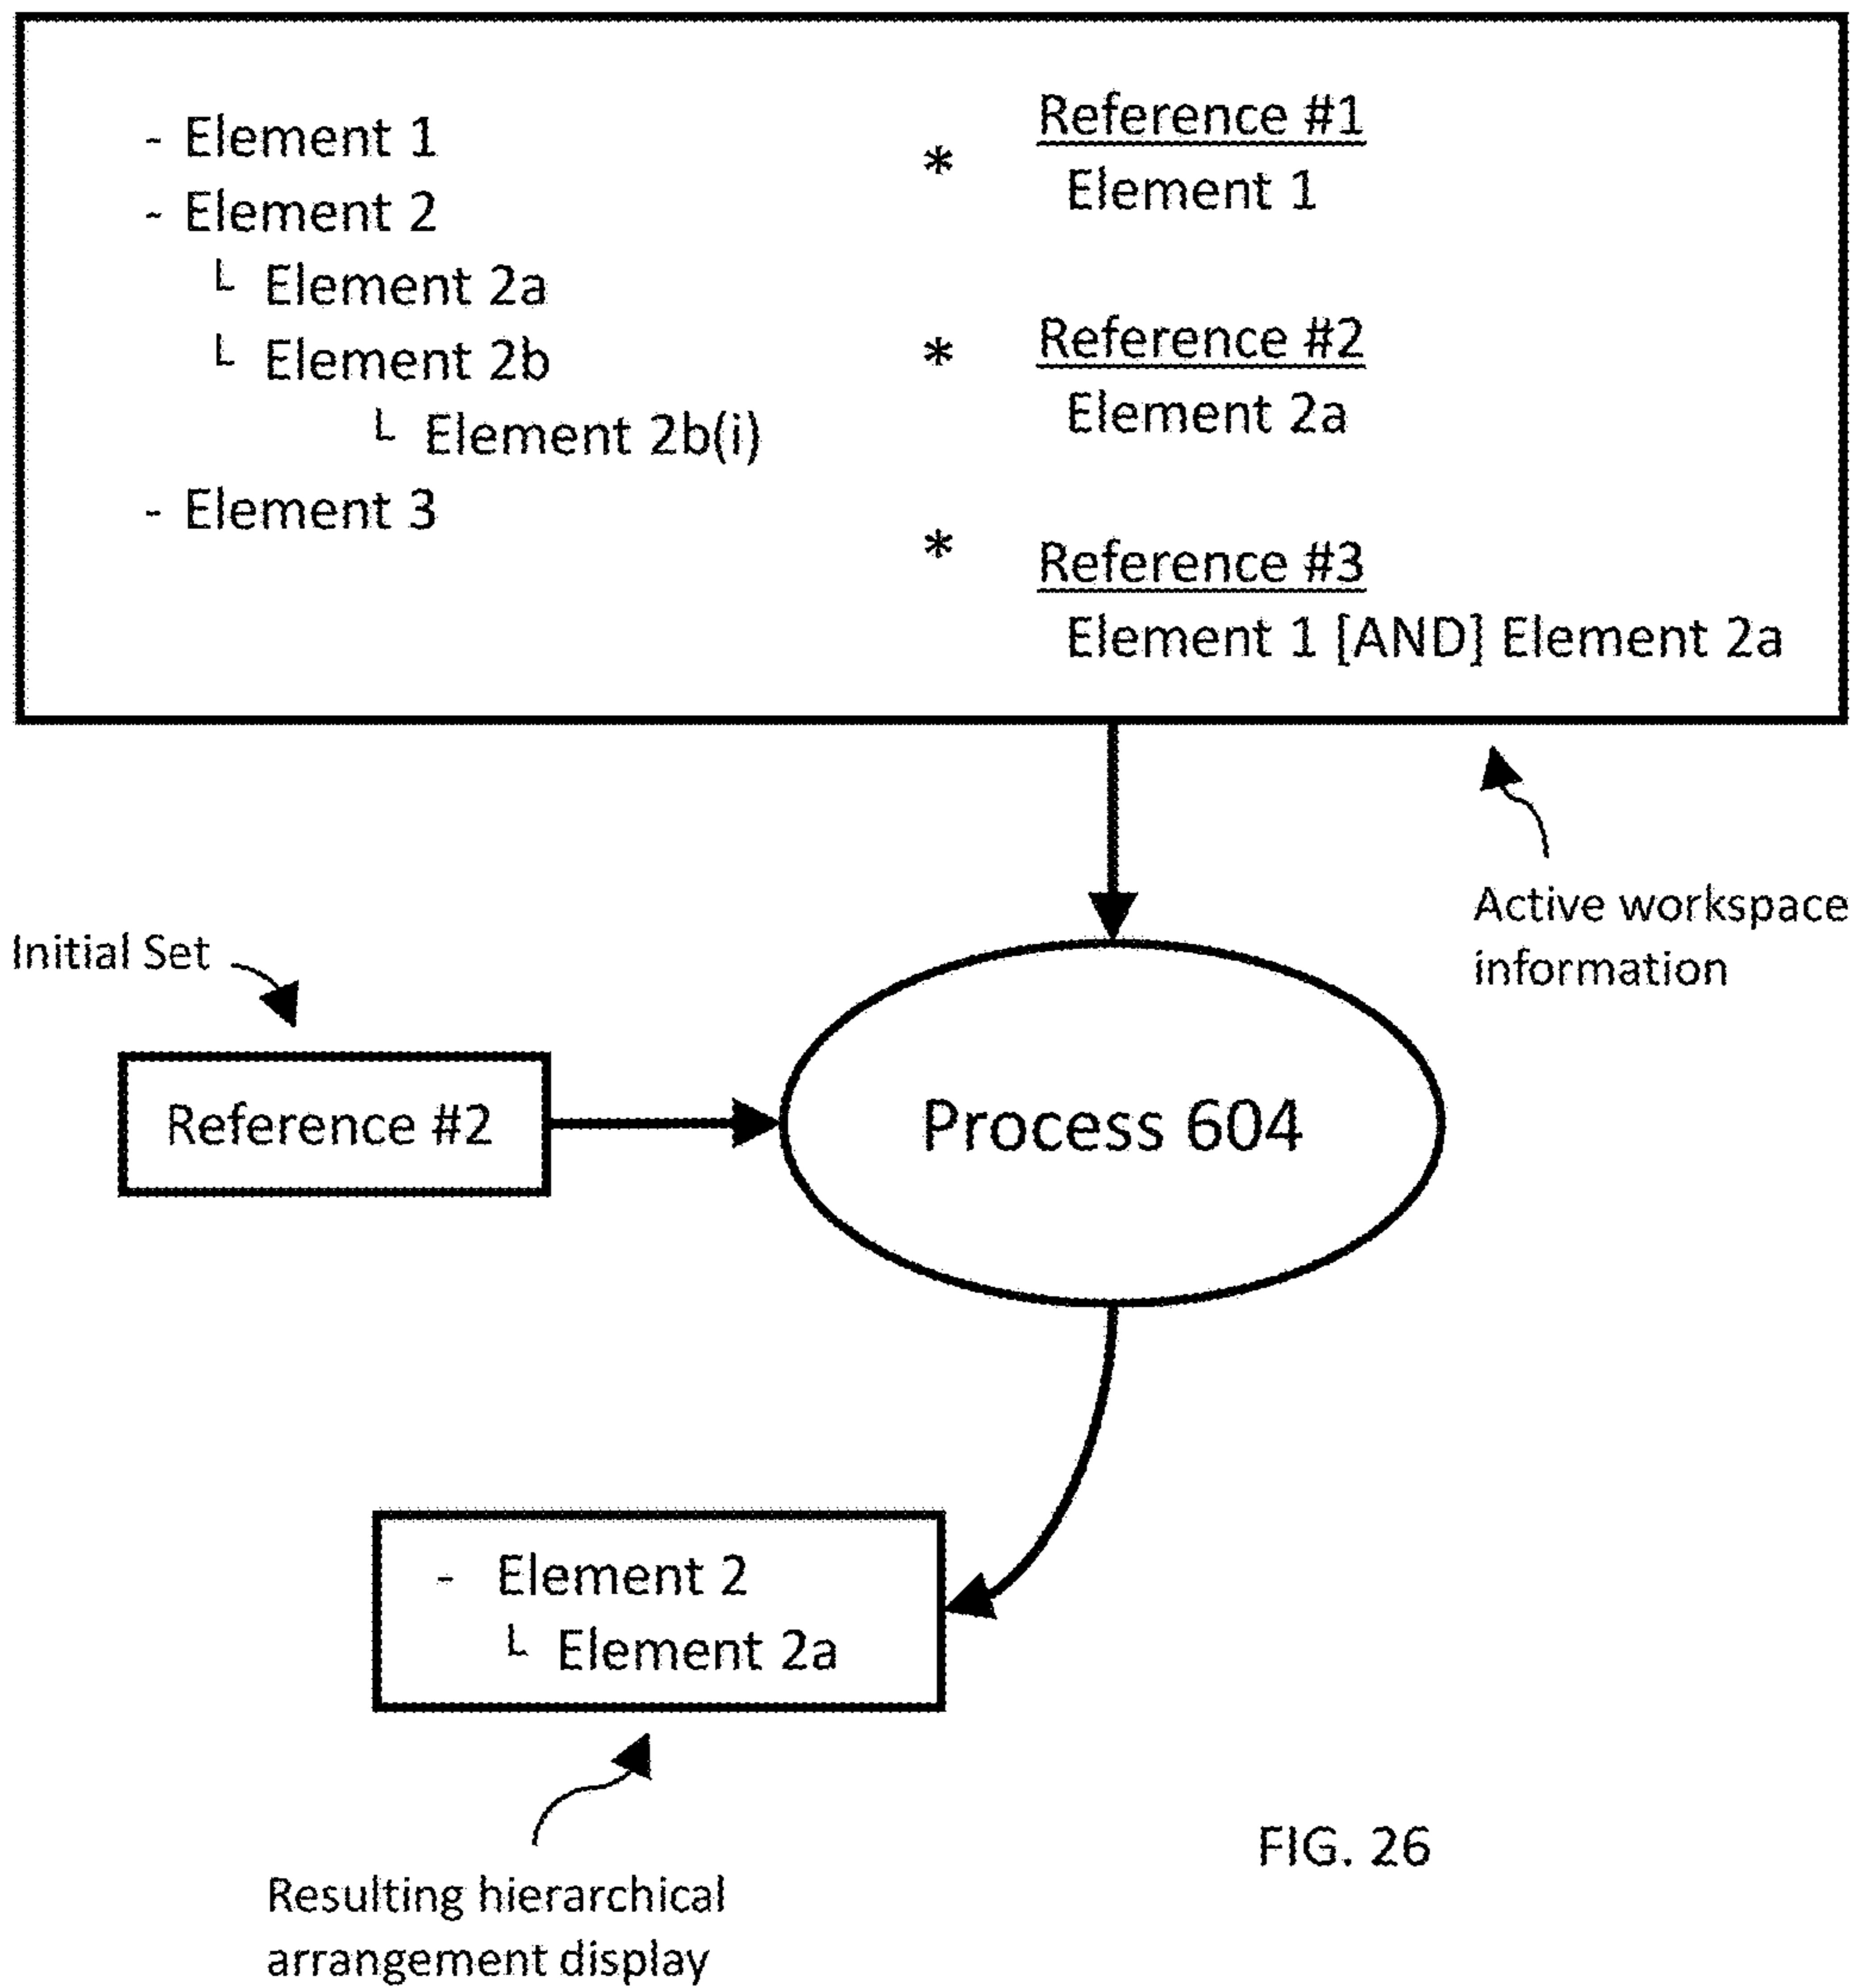 - Element 1
- Element 2
└ Element 2a
└ Element 2b
└ Element 2b(i)
- Element 3
* Reference #1
Element 1
* Reference #2
Element 2a
* Reference #3
Element 1 [AND] Element 2a
Active workspace
information
Initial Set
Reference #2
Process 604
- Element 2
└ Element 2a
Resulting hierarchical
arrangement display
FIG. 26